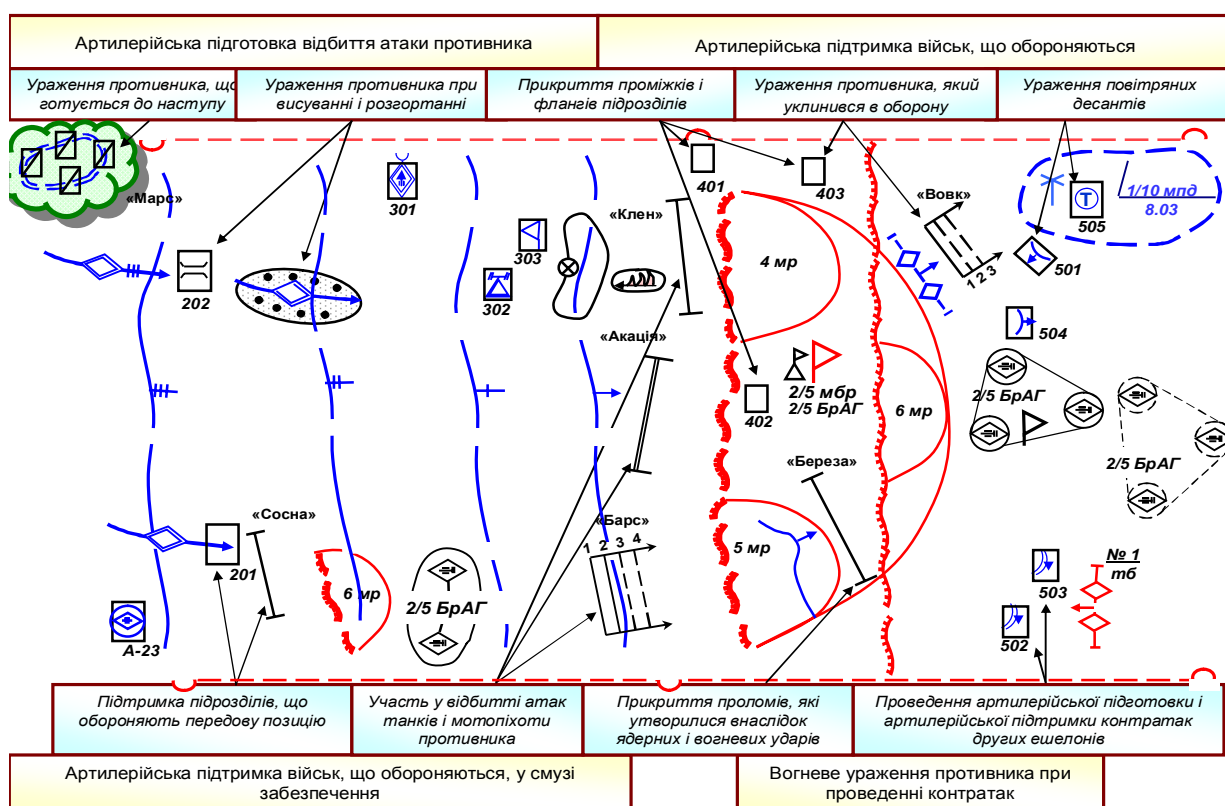 Артилерійська підготовка відбиття атаки противника
Артилерійська підтримка військ, що обороняються
Ураження противника, що
готується до наступу
Ураження противника при
висуванні і розгортанні
Прикриття проміжків і
флангів підрозділів
Ураження противника, який
уклинився в оборону
Ураження повітряних
десантів
«Марс»
301
401
403
«Вовк»
1/10 мпд
8.03
505
«Клен»
303
4 мр
501
202
302
1 2 3
«Акація»
504
2/5 мбр
2/5 БрАГ
402
6 мр
2/5 БрАГ
2/5 БрАГ
«Береза»
«Сосна»
«Барс»
1 2 3 4
201
5 мр
6 мр
2/5 БрАГ
№ 1
тб
503
502
А-23
Підтримка підрозділів, що
обороняють передову позицію
Участь у відбитті атак
танків і мотопіхоти
противника
Прикриття проломів, які
утворилися внаслідок
ядерних і вогневих ударів
Проведення артилерійської підготовки і
артилерійської підтримки контратак
других ешелонів
Артилерійська підтримка військ, що обороняються, у смузі
забезпечення
Вогневе ураження противника при
проведенні контратак